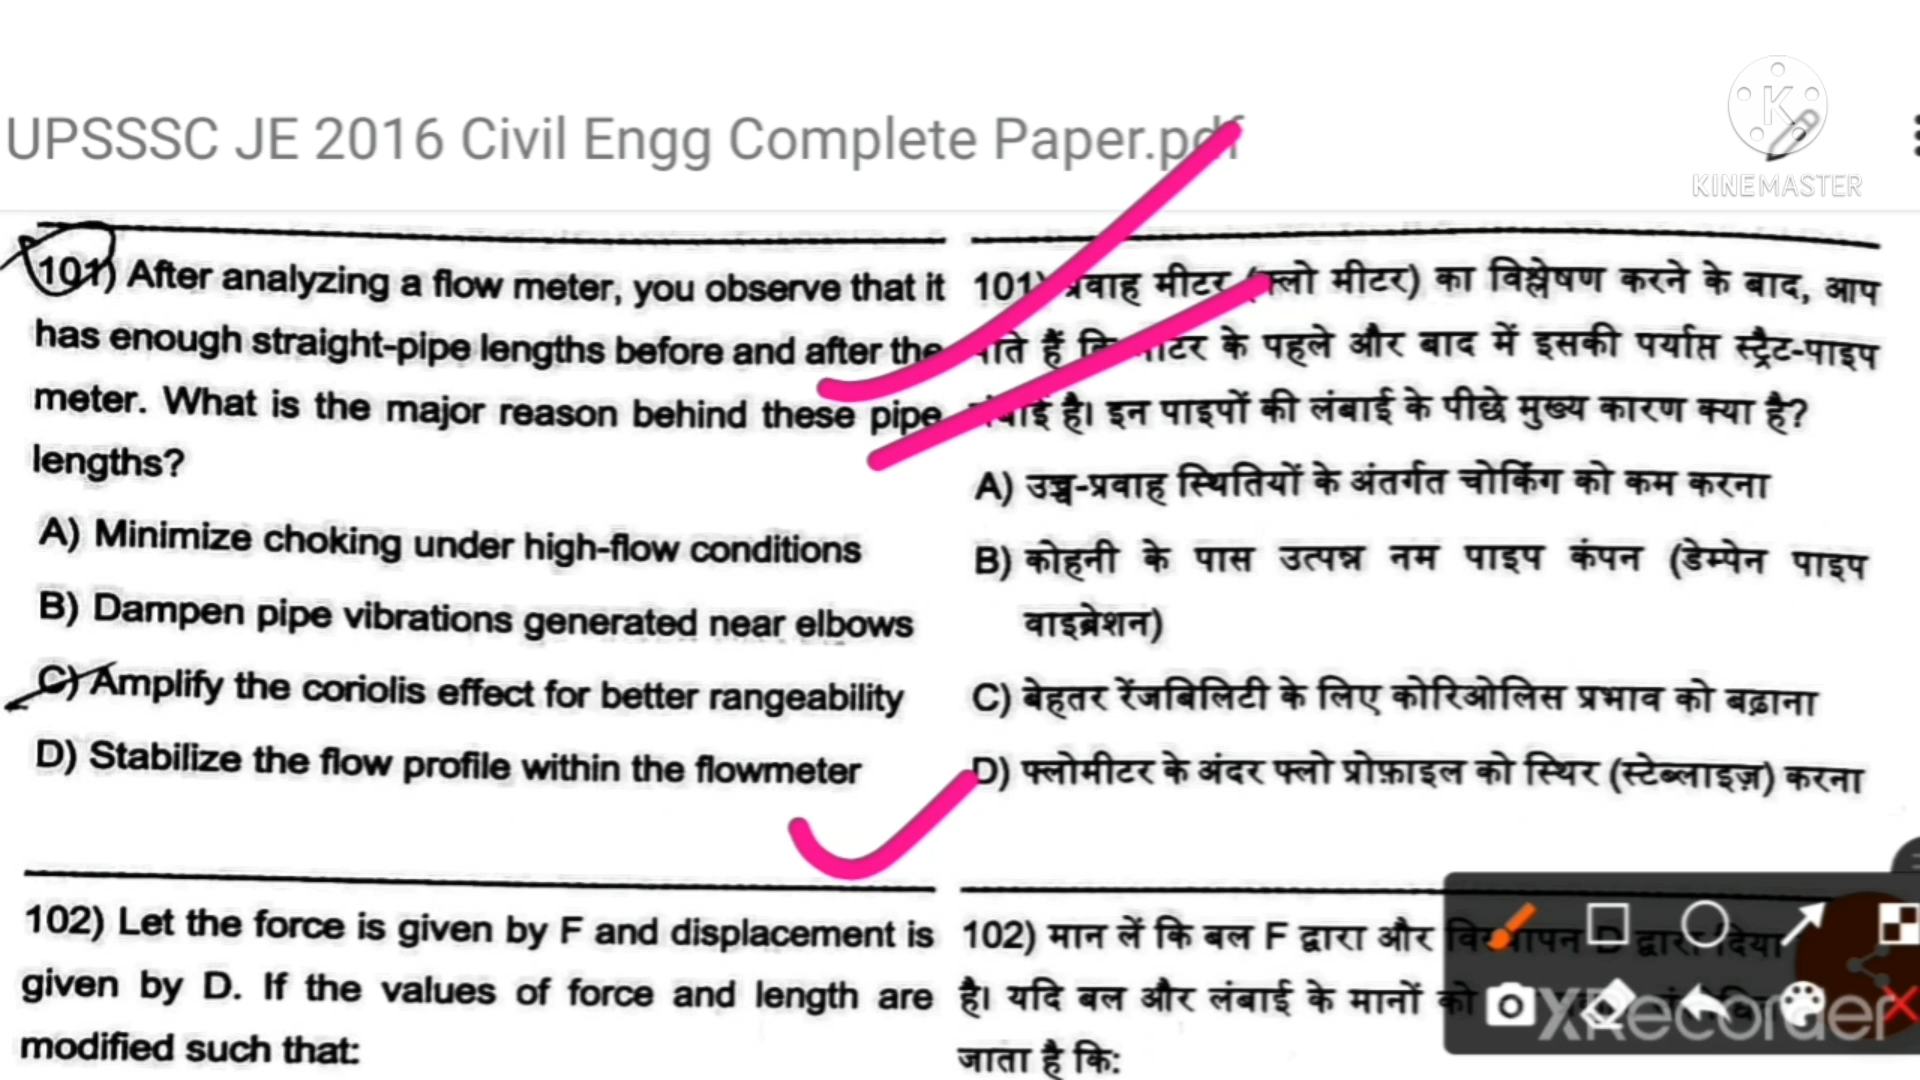 UPSSSC JE 2016 Civil Engg Complete Paper.pdf
KINEMASTER
101) After analyzing a flow meter, you observe that it
has enough straight-pipe lengths before and after the
meter. What is the major reason behind these pipe
lengths?
A) Minimize choking under high-flow conditions
B) Dampen pipe vibrations generated near elbows
C) Amplify the coriolis effect for better rangeability
D) Stabilize the flow profile within the flowmeter
102) Let the force is given by F and displacement is
given by D. If the values of force and length are
modified such that:
101) प्रवाह मीटर (फ्लो मीटर) का विश्लेषण करने के बाद, आप
पाते हैं कि मीटर के पहले और बाद में इसकी पर्याप्त स्ट्रैट-पाइप
लंबाई है। इन पाइपों की लंबाई के पीछे मुख्य कारण क्या है?
A) उच्च-प्रवाह स्थितियों के अंतर्गत चोकिंग को कम करना
B) कोहनी के पास उत्पन्न नम पाइप कंपन (डेम्पेन पाइप
वाइब्रेशन)
C) बेहतर रेंजबिलिटी के लिए कोरिओलिस प्रभाव को बढ़ाना
D) फ्लोमीटर के अंदर फ्लो प्रोफ़ाइल को स्थिर (स्टेब्लाइज़) करना
102) मान लें कि बल F द्वारा और विस्थापन D द्वारा दिया
है। यदि बल और लंबाई के मानों को
जाता है कि:
XRecorder